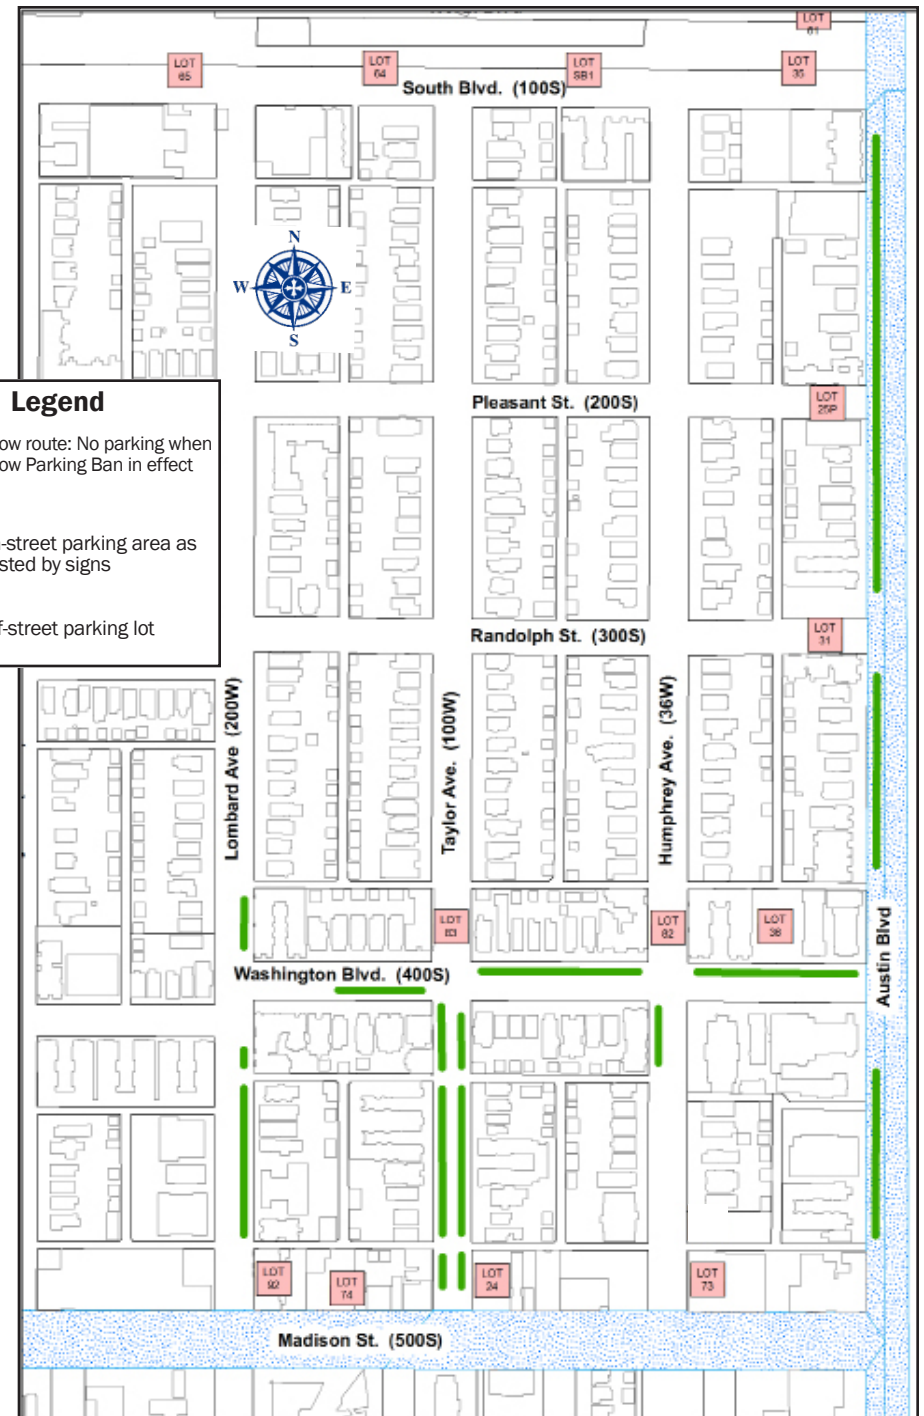 LOT
61
LOT
65
LOT
64
LOT
SB1
LOT
35
South Blvd. (100S)
N
W
E
S
Legend
ow route: No parking when
ow Parking Ban in effect
-street parking area as
sted by signs
f-street parking lot
Pleasant St. (200S)
LOT
25P
Randolph St. (300S)
LOT
31
Lombard Ave (200W)
Taylor Ave. (100W)
Humphrey Ave. (36W)
Austin Blvd
LOT
83
LOT
82
LOT
36
Washington Blvd. (400S)
LOT
92
LOT
74
LOT
24
LOT
73
Madison St. (500S)